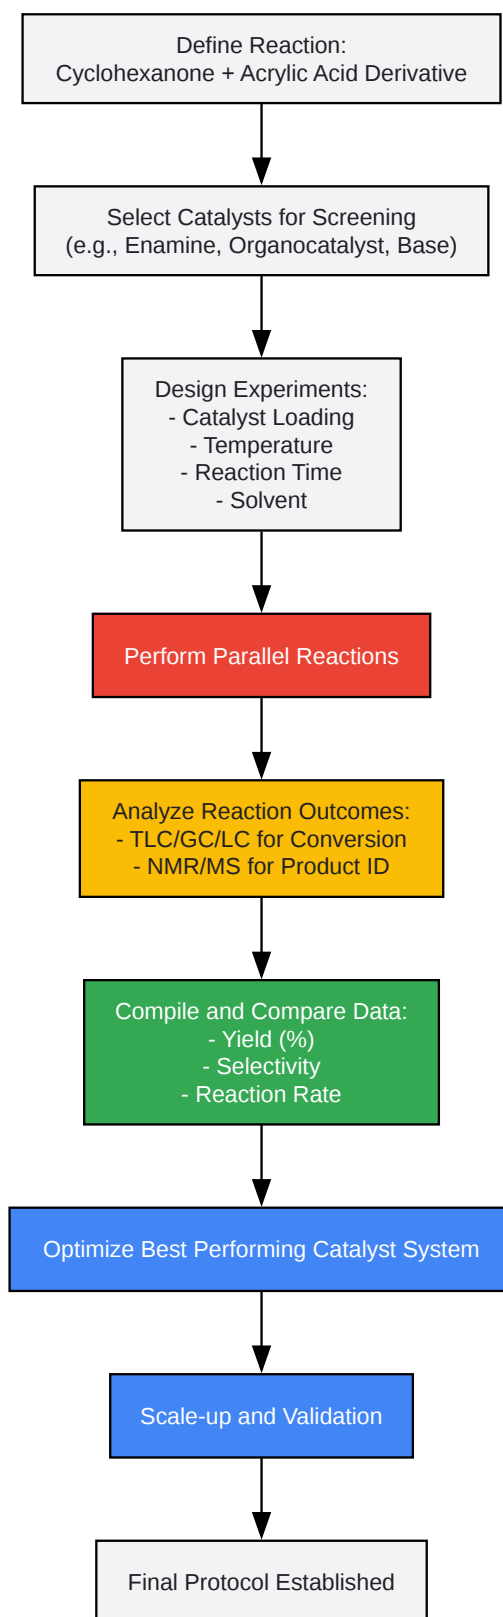 Define Reaction:
Cyclohexanone + Acrylic Acid Derivative
Select Catalysts for Screening
(e.g., Enamine, Organocatalyst, Base)
Design Experiments:
- Catalyst Loading
- Temperature
- Reaction Time
- Solvent
Perform Parallel Reactions
Analyze Reaction Outcomes:
- TLC/GC/LC for Conversion
- NMR/MS for Product ID
Compile and Compare Data:
- Yield (%)
- Selectivity
- Reaction Rate
Optimize Best Performing Catalyst System
Scale-up and Validation
Final Protocol Established